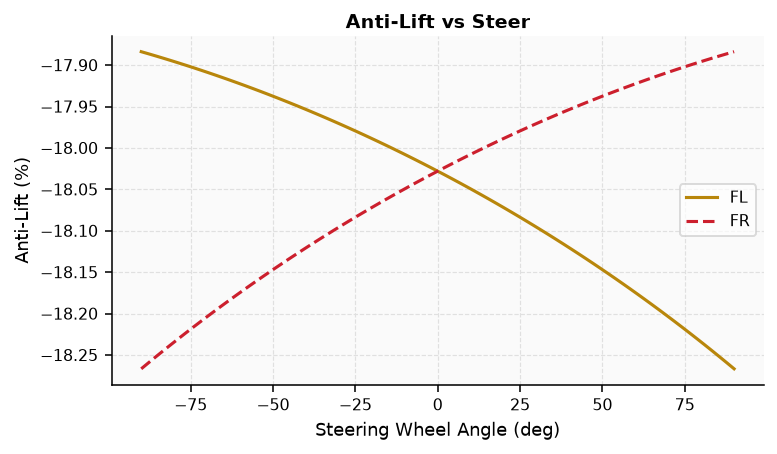 Anti-Lift vs Steer
Anti-Lift (%)
−17.90
−17.95
−18.00
−18.05
−18.10
−18.15
−18.20
−18.25
FL
FR
−75 −50 −25 0 25 50 75
Steering Wheel Angle (deg)